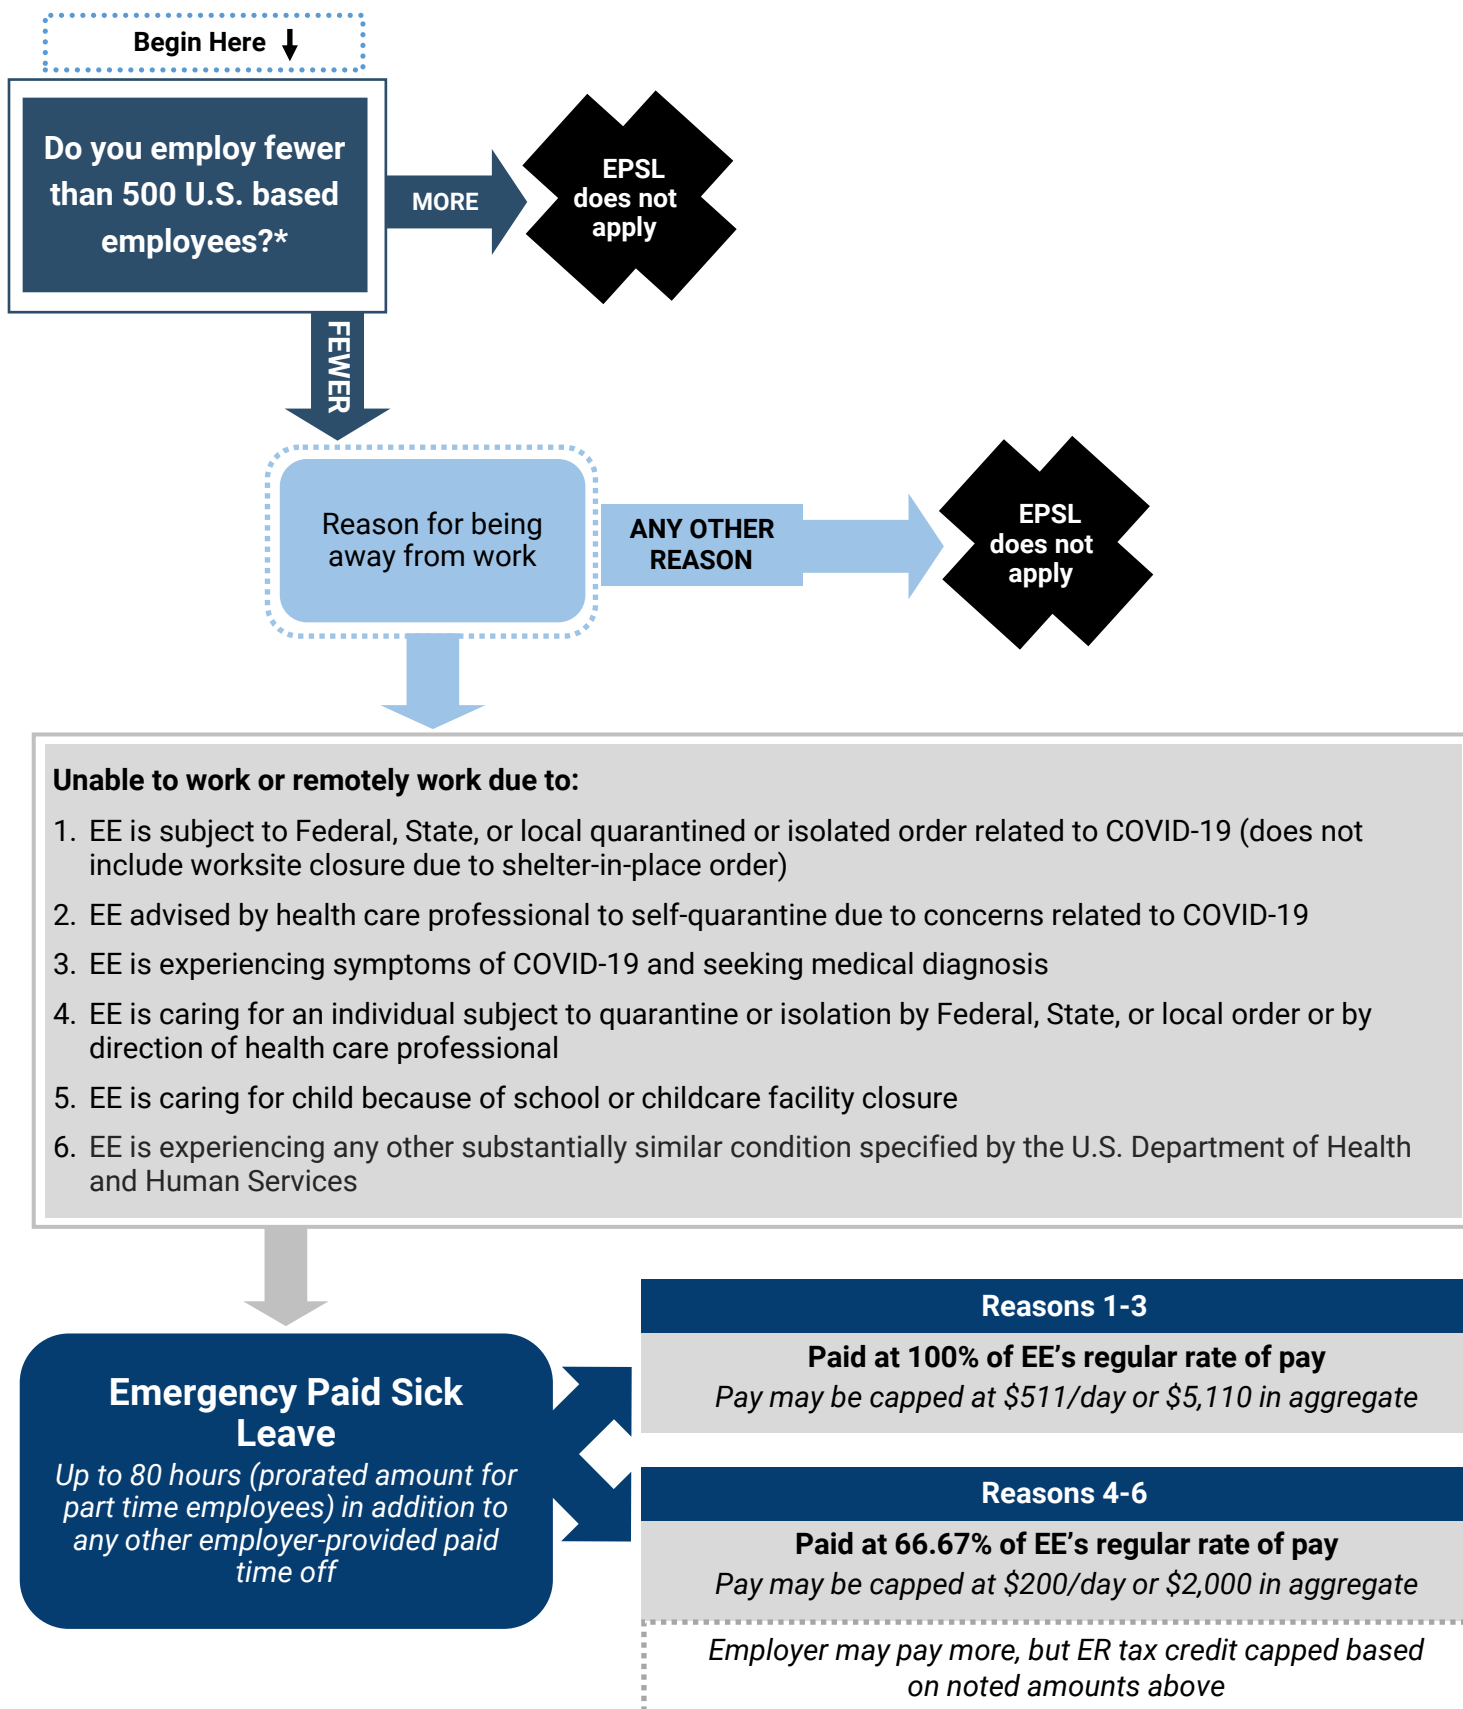 Begin Here
Do you employ fewer
than 500 U.S. based
employees?*
MORE
EPSL
does not
apply
FEWER
Reason for being
away from work
ANY OTHER
REASON
EPSL
does not
apply
Unable to work or remotely work due to:
1. EE is subject to Federal, State, or local quarantined or isolated order related to COVID-19 (does not
include worksite closure due to shelter-in-place order)
2. EE advised by health care professional to self-quarantine due to concerns related to COVID-19
3. EE is experiencing symptoms of COVID-19 and seeking medical diagnosis
4. EE is caring for an individual subject to quarantine or isolation by Federal, State, or local order or by
direction of health care professional
5. EE is caring for child because of school or childcare facility closure
6. EE is experiencing any other substantially similar condition specified by the U.S. Department of Health
and Human Services
Emergency Paid Sick
Leave
Up to 80 hours (prorated amount for
part time employees) in addition to
any other employer-provided paid
time off
Reasons 1-3
Paid at 100% of EE’s regular rate of pay
Pay may be capped at $511/day or $5,110 in aggregate
Reasons 4-6
Paid at 66.67% of EE’s regular rate of pay
Pay may be capped at $200/day or $2,000 in aggregate
Employer may pay more, but ER tax credit capped based
on noted amounts above